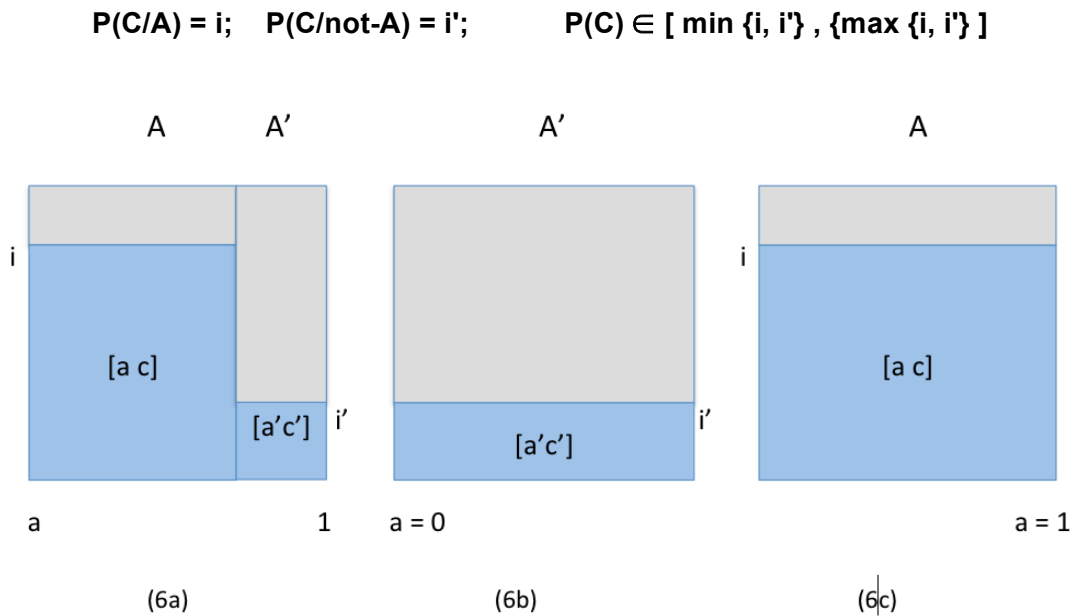 P(C/A) = i; P(C/not-A) = i'; P(C) ∈ [ min {i, i'} , {max {i, i'} ]
A A′ A′ A
i i
[a c] [a c]
[a′c′] i′ [a′c′] i′
a 1 a = 0 a = 1
(6a) (6b) (6c)